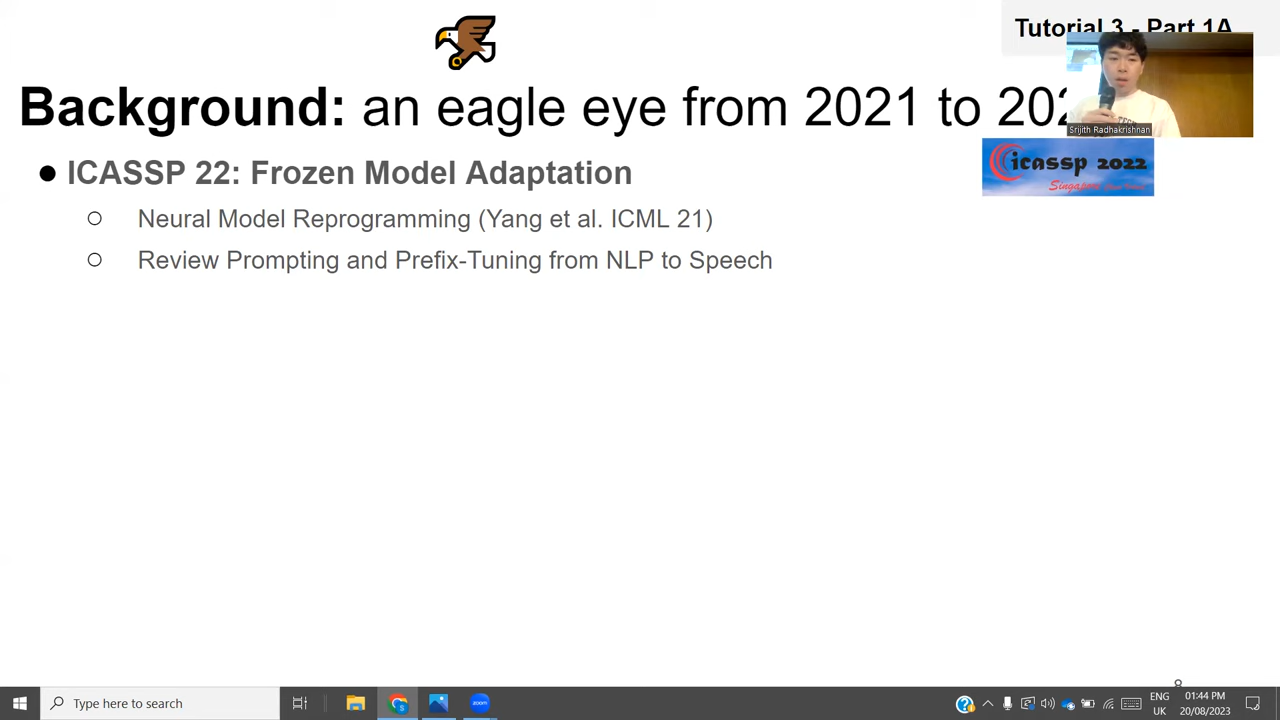 Tutorial 3 - Part 1A
Background: an eagle eye from 2021 to 202
Srijith Radhakrishnan
ICASSP 22: Frozen Model Adaptation
icassp 2022
Singapore
Neural Model Reprogramming (Yang et al. ICML 21)
Review Prompting and Prefix-Tuning from NLP to Speech
Type here to search
zoom
ENG
UK
01:44 PM
20/08/2023